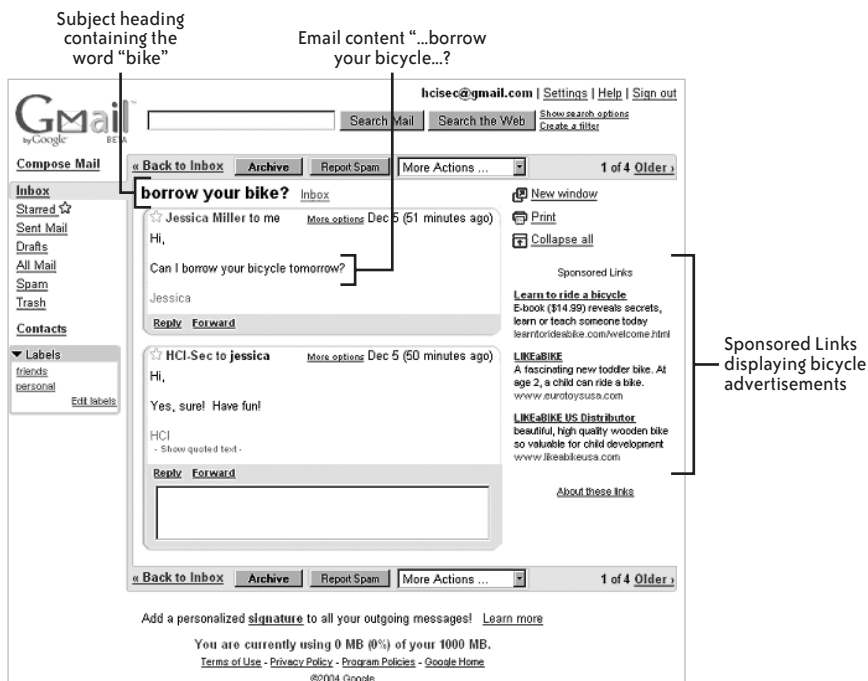 Subject heading
containing the
word “bike”
Email content “...borrow
your bicycle...?
hcisec@gmail.com | Settings | Help | Sign out
Gmail
by Google BETA
Search Mail Search the Web
Show search options
Create a filter
Compose Mail
« Back to Inbox Archive Report Spam More Actions ... 1 of 4 Older ›
Inbox
Starred
Sent Mail
Drafts
All Mail
Spam
Trash
Contacts
Labels
friends
personal
Edit labels
borrow your bike? Inbox
Jessica Miller to me More options Dec 5 (51 minutes ago)
Hi,
Can I borrow your bicycle tomorrow?
Jessica
Reply Forward
HCI-Sec to jessica More options Dec 5 (50 minutes ago)
Hi,
Yes, sure! Have fun!
HCI
- Show quoted text -
Reply Forward
New window
Print
Collapse all
Sponsored Links
Learn to ride a bicycle
E-book ($14.99) reveals secrets,
learn or teach someone today
learntorideabike.com/welcome.html
LIKEaBIKE
A fascinating new toddler bike. At
age 2, a child can ride a bike.
www.eurotoysusa.com
LIKEaBIKE US Distributor
beautiful, high quality wooden bike
so valuable for child development
www.likeabikeusa.com
About these links
Sponsored Links
displaying bicycle
advertisements
« Back to Inbox Archive Report Spam More Actions ... 1 of 4 Older ›
Add a personalized signature to all your outgoing messages! Learn more
You are currently using 0 MB (0%) of your 1000 MB.
Terms of Use - Privacy Policy - Program Policies - Google Home
©2004 Google